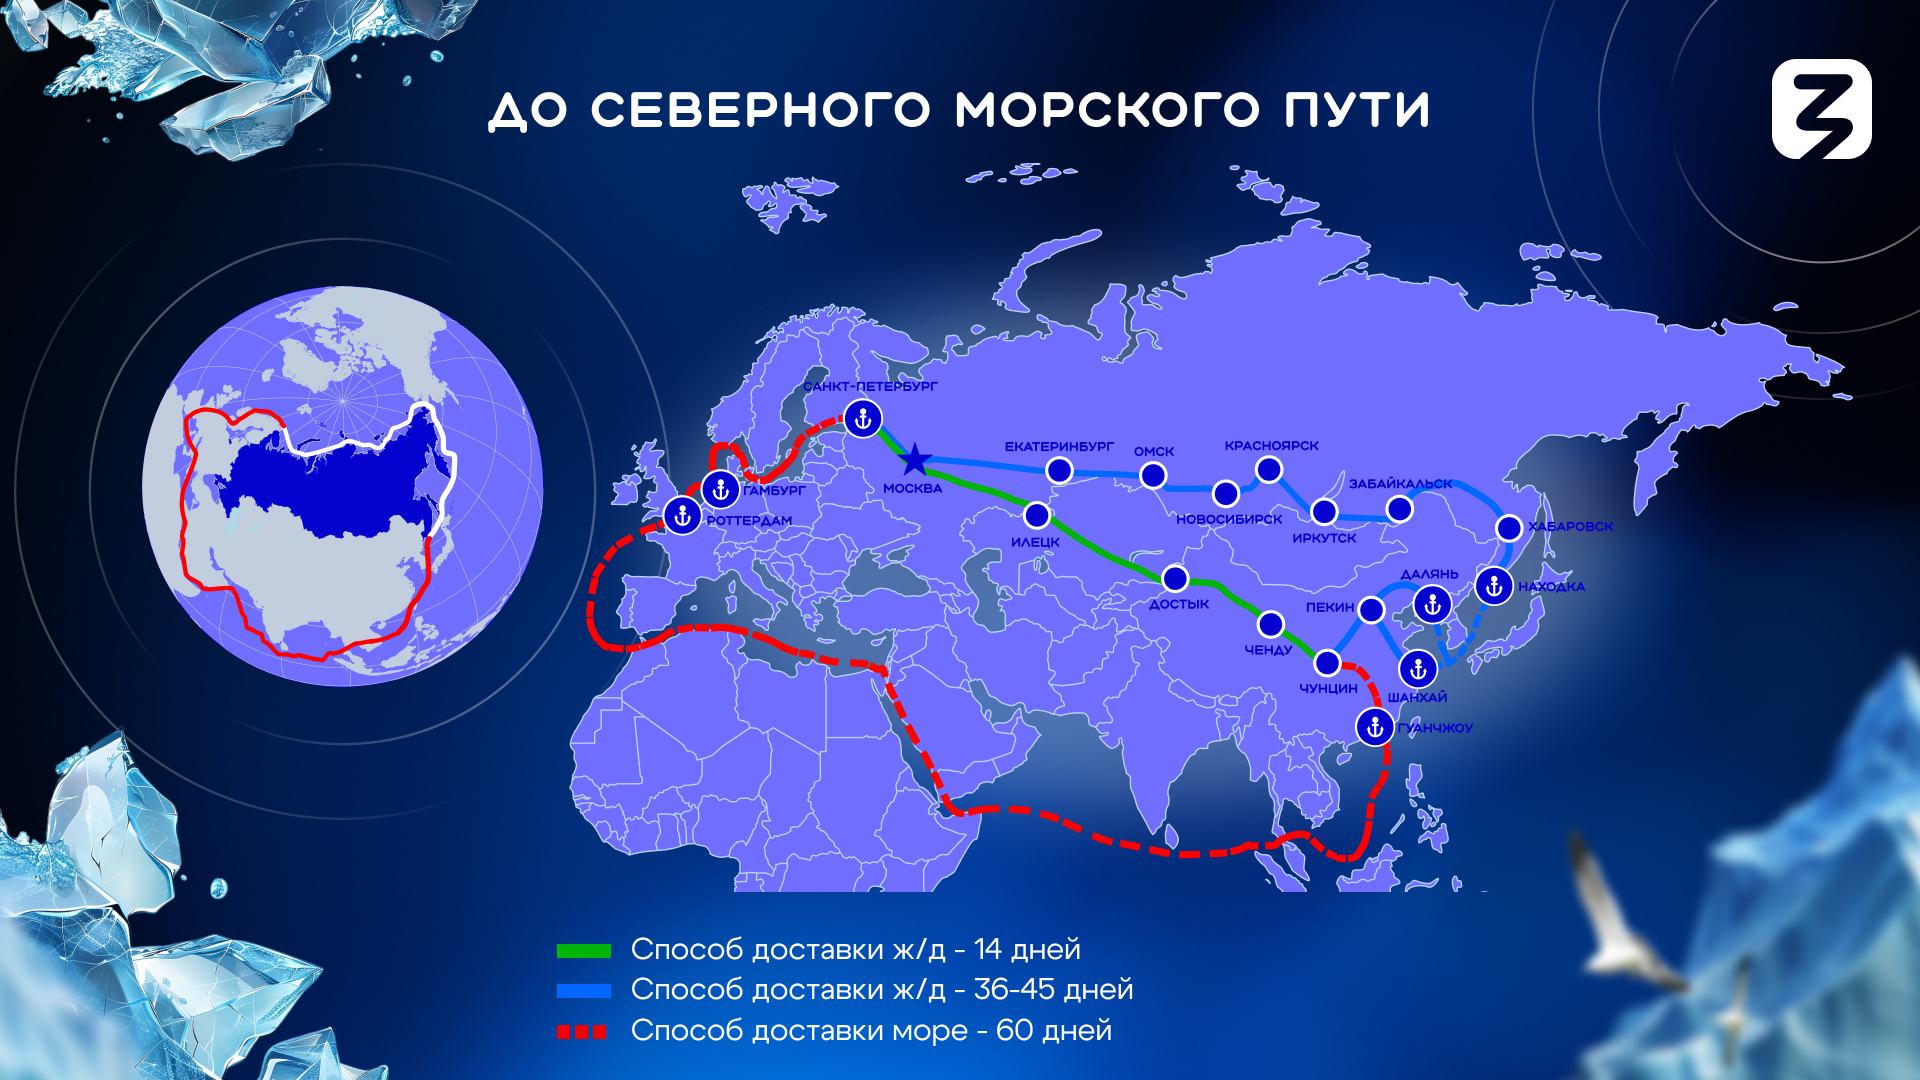 ДО СЕВЕРНОГО МОРСКОГО ПУТИ
САНКТ-ПЕТЕРБУРГ
ЕКАТЕРИНБУРГ
ОМСК
КРАСНОЯРСК
МОСКВА
ГАМБУРГ
ЗАБАЙКАЛЬСК
РОТТЕРДАМ
НОВОСИБИРСК
ХАБАРОВСК
ИЛЕЦК
ИРКУТСК
ДАЛЯНЬ
НАХОДКА
ДОСТЫК
ПЕКИН
ЧЕНДУ
ЧУНЦИН
ШАНХАЙ
ГУАНЧЖОУ
Способ доставки ж/д - 14 дней
Способ доставки ж/д - 36-45 дней
Способ доставки море - 60 дней